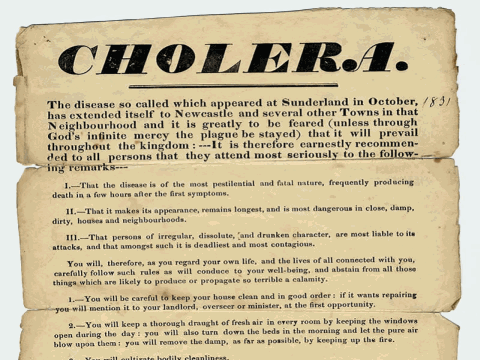 CHOLERA.
The disease so called which appeared at Sunderland in October, 1831
has extended itself to Newcastle and several other Towns in that
Neighbourhood and it is greatly to be feared (unless through
God's infinite mercy the plague be stayed) that it will prevail
throughout the kingdom : ---It is therefore earnestly recommen-
ded to all persons that they attend most seriously to the follow-
ing remarks---
I.—That the disease is of the most pestilential and fatal nature, frequently producing
death in a few hours after the first symptoms.
II.—That it makes its appearance, remains longest, and is most dangerous in close, damp,
dirty, houses and neighbourhoods.
III.—That persons of irregular, dissolute, and drunken character, are most liable to its
attacks, and that amongst such it is deadliest and most contagious.
You will, therefore, as you regard your own life, and the lives of all connected with you,
carefully follow such rules as will conduce to your well-being, and abstain from all those
things which are likely to produce or propagate so terrible a calamity.
1.—You will be careful to keep your house clean and in good order : if it wants repairing
you will mention it to your landlord, overseer or minister, at the first opportunity.
2.—You will keep a thorough draught of fresh air in every room by keeping the windows
open during the day : you will also turn down the beds in the morning and let the pure air
blow upon them : you will remove the damp, as far as possible, by keeping up the fire.
3.—You will cultivate bodily cleanliness.